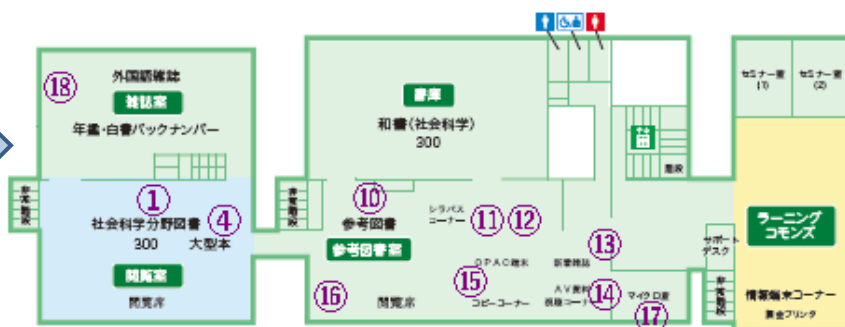 ⑱
外国語雑誌
雑誌室
年鑑・白書バックナンバー
非常階段
①
社会科学分野図書
④
300
大型本
閲覧室
閲覧席
書庫
和書(社会科学)
300
階段
非常階段
⑩
参考図書
参考図書室
シラバス
コーナー
⑪
⑫
⑬
OPAC端末
新着雑誌
⑮
コピーコーナー
AV資料
視聴コーナー
⑭
マイクロ室
⑰
⑯
閲覧席
セミナー室
(1)
セミナー室
(2)
ラーニング
コモンズ
サポート
デスク
非常階段
情報端末コーナー
課金プリンタ